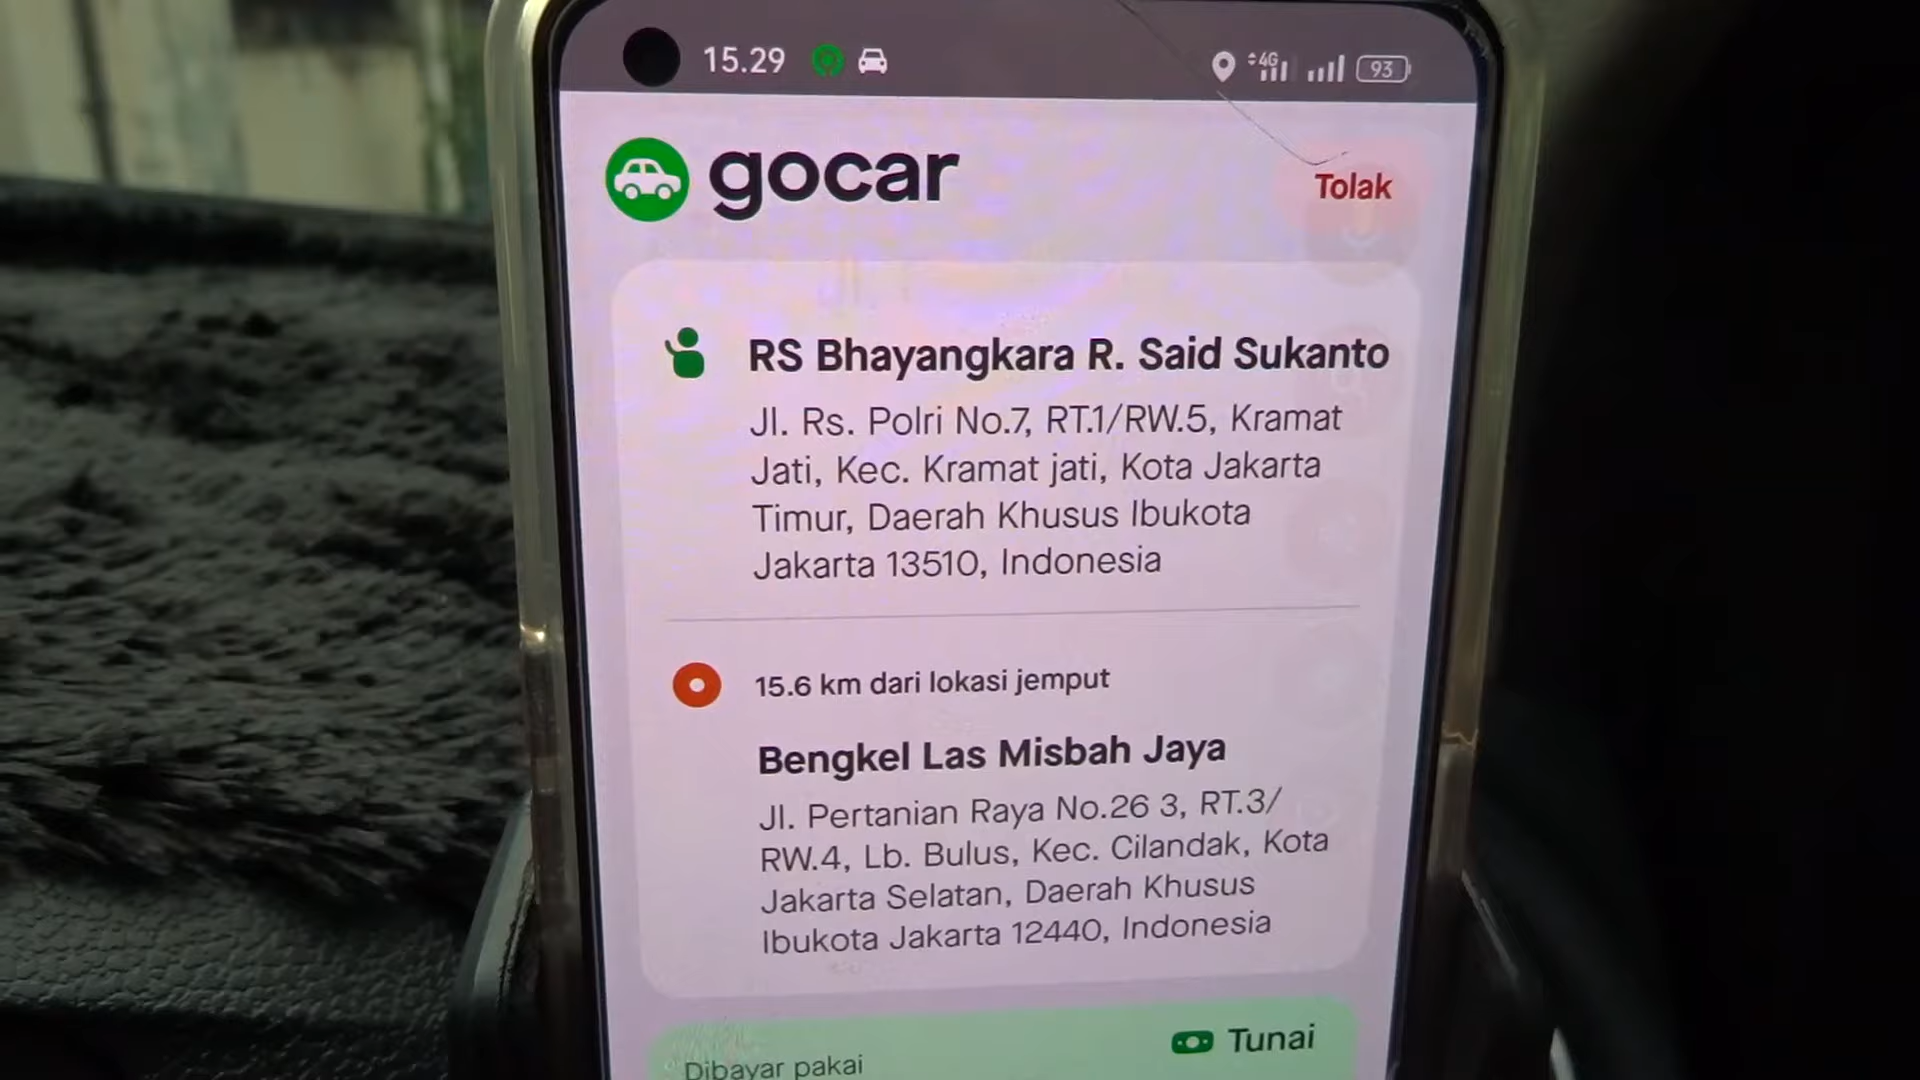 15.29
4G
93
gocar
Tolak
RS Bhayangkara R. Said Sukanto
Jl. Rs. Polri No.7, RT.1/RW.5, Kramat
Jati, Kec. Kramat jati, Kota Jakarta
Timur, Daerah Khusus Ibukota
Jakarta 13510, Indonesia
15.6 km dari lokasi jemput
Bengkel Las Misbah Jaya
Jl. Pertanian Raya No.26 3, RT.3/
RW.4, Lb. Bulus, Kec. Cilandak, Kota
Jakarta Selatan, Daerah Khusus
Ibukota Jakarta 12440, Indonesia
Tunai
Dibayar pakai